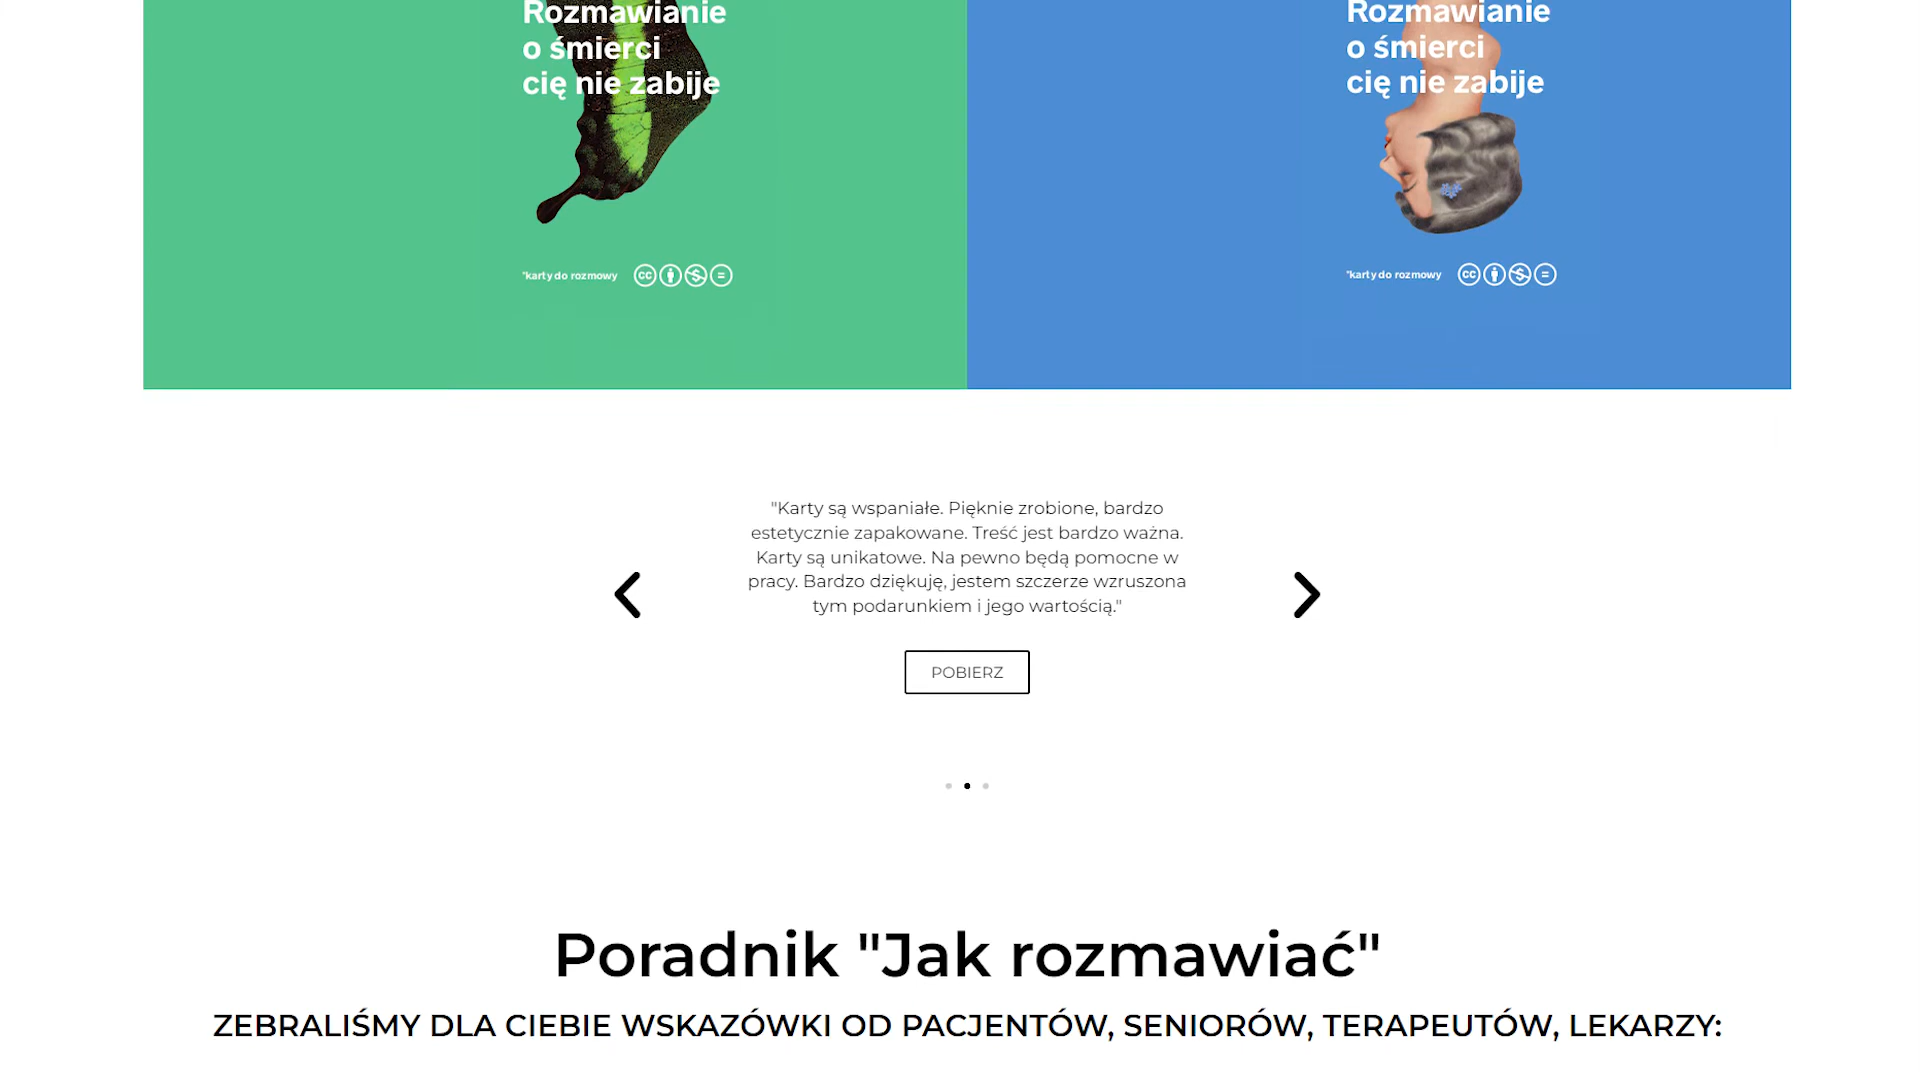 Rozmawianie
o śmierci
cię nie zabije
*karty do rozmowy
Rozmawianie
o śmierci
cię nie zabije
*karty do rozmowy
"Karty są wspaniałe. Pięknie zrobione, bardzo
estetycznie zapakowane. Treść jest bardzo ważna.
Karty są unikatowe. Na pewno będą pomocne w
pracy. Bardzo dziękuję, jestem szczerze wzruszona
tym podarunkiem i jego wartością."
POBIERZ
Poradnik "Jak rozmawiać"
ZEBRALIŚMY DLA CIEBIE WSKAZÓWKI OD PACJENTÓW, SENIORÓW, TERAPEUTÓW, LEKARZY: